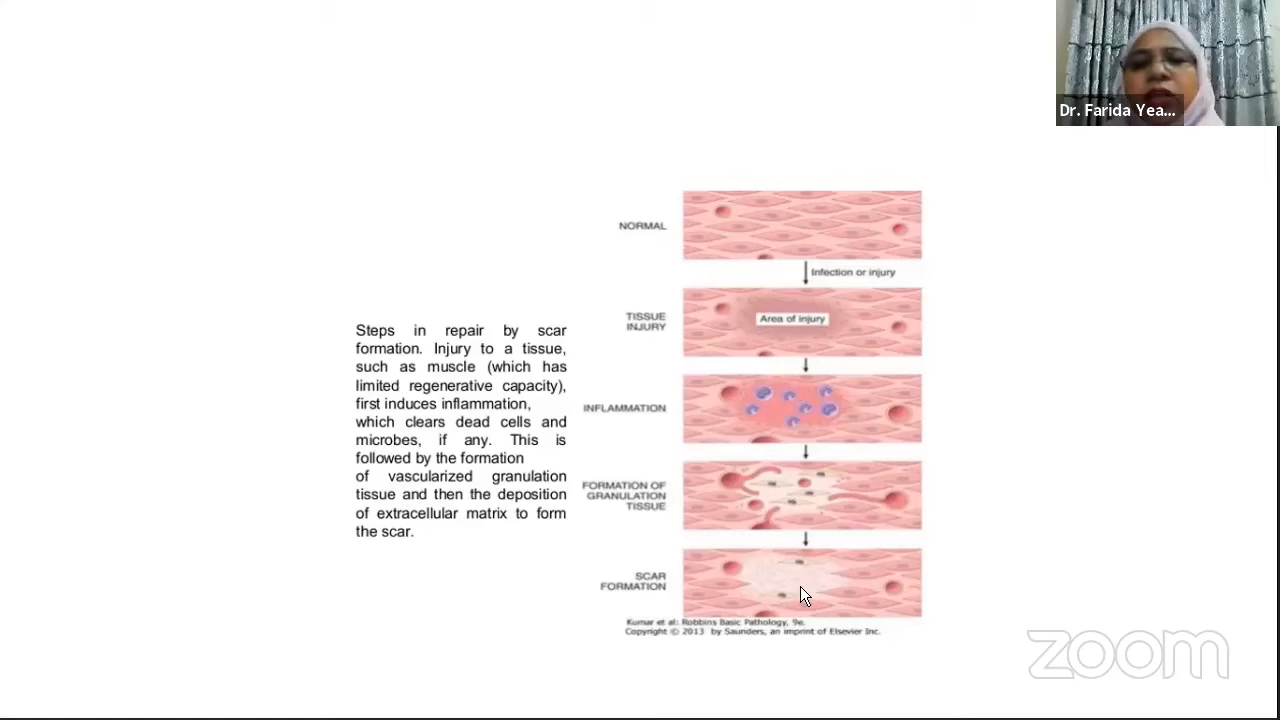 Dr. Farida Yea...
Steps in repair by scar
formation. Injury to a tissue,
such as muscle (which has
limited regenerative capacity),
first induces inflammation,
which clears dead cells and
microbes, if any. This is
followed by the formation
of vascularized granulation
tissue and then the deposition
of extracellular matrix to form
the scar.
NORMAL
Infection or injury
TISSUE
INJURY
Area of injury
INFLAMMATION
FORMATION OF
GRANULATION
TISSUE
SCAR
FORMATION
Kumar et al: Robbins Basic Pathology, 9e.
Copyright © 2013 by Saunders, an imprint of Elsevier Inc.
zoom